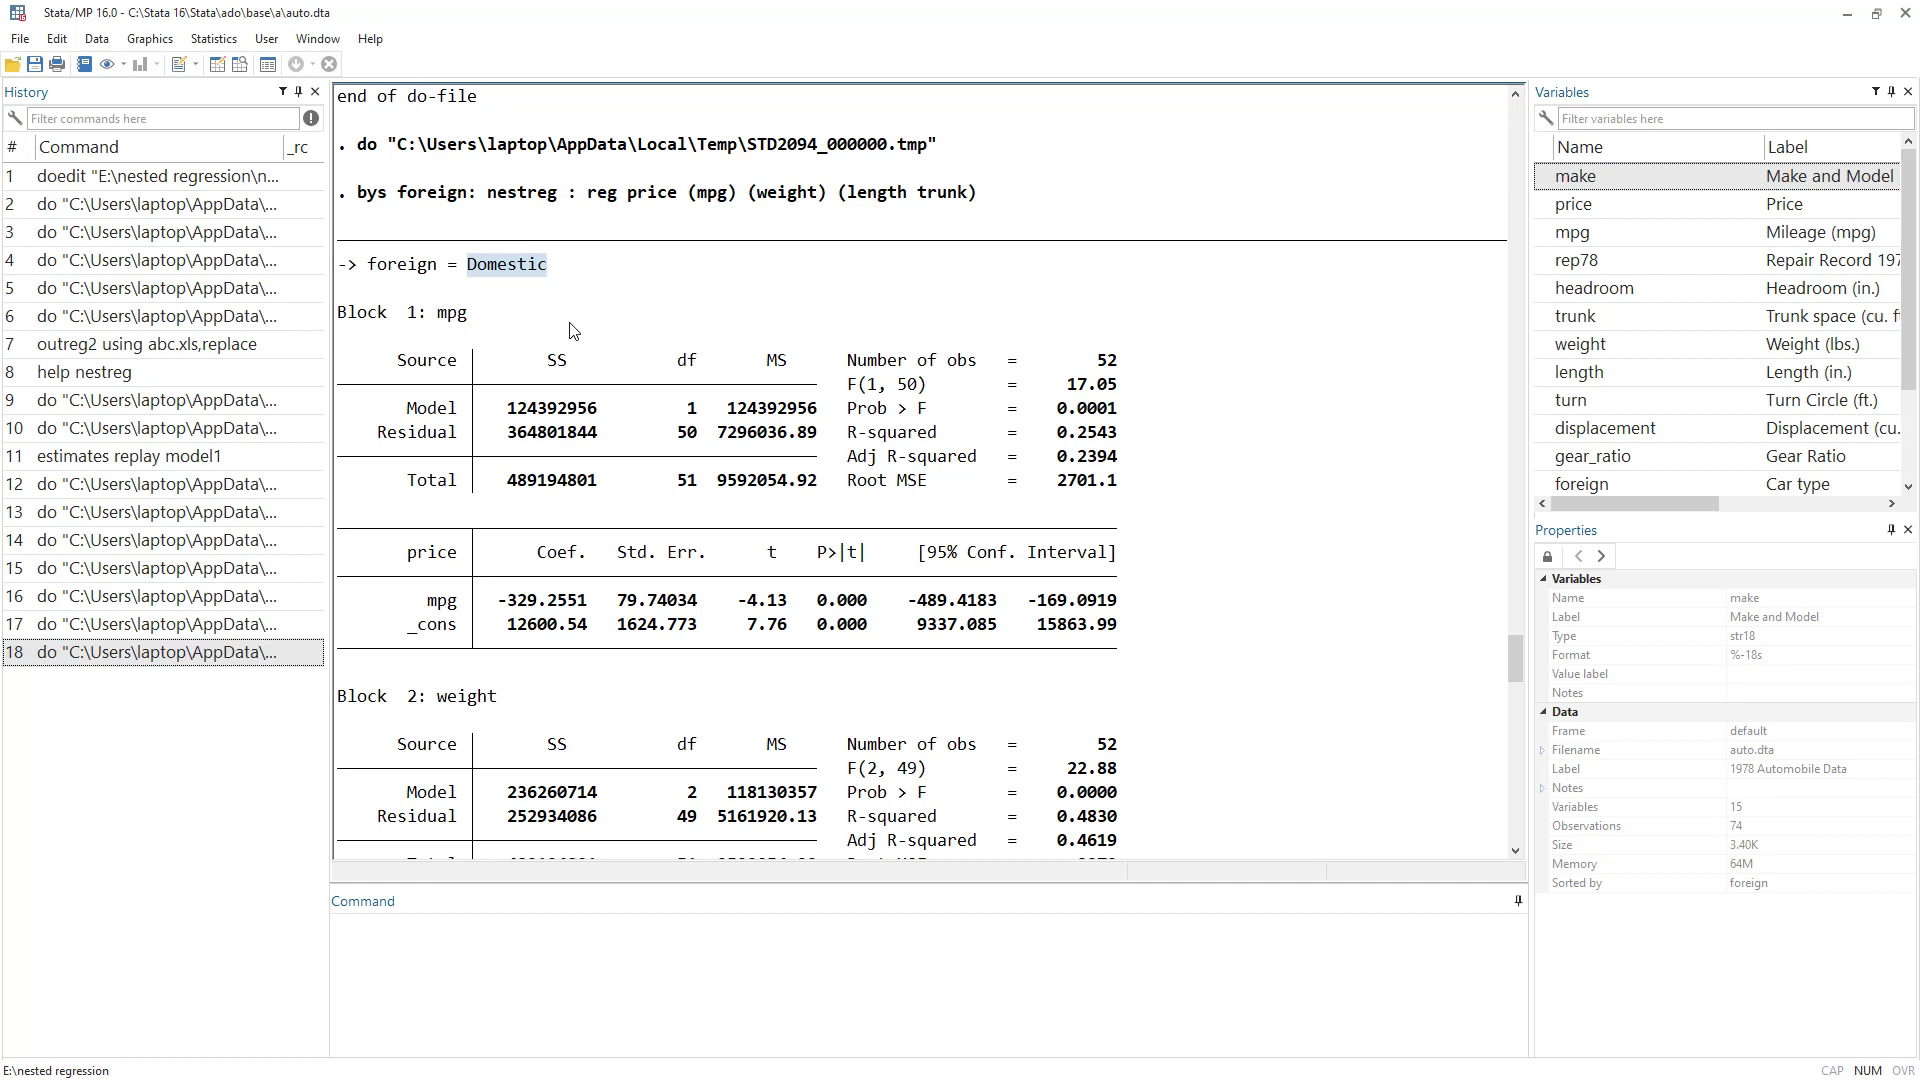 Stata/MP 16.0 - C:\Stata 16\Stata\ado\base\a\auto.dta
File Edit Data Graphics Statistics User Window Help
History
Filter commands here
# Command _rc
1 doedit "E:\nested regression\n...
2 do "C:\Users\laptop\AppData\...
3 do "C:\Users\laptop\AppData\...
4 do "C:\Users\laptop\AppData\...
5 do "C:\Users\laptop\AppData\...
6 do "C:\Users\laptop\AppData\...
7 outreg2 using abc.xls,replace
8 help nestreg
9 do "C:\Users\laptop\AppData\...
10 do "C:\Users\laptop\AppData\...
11 estimates replay model1
12 do "C:\Users\laptop\AppData\...
13 do "C:\Users\laptop\AppData\...
14 do "C:\Users\laptop\AppData\...
15 do "C:\Users\laptop\AppData\...
16 do "C:\Users\laptop\AppData\...
17 do "C:\Users\laptop\AppData\...
18 do "C:\Users\laptop\AppData\...
end of do-file
. do "C:\Users\laptop\AppData\Local\Temp\STD2094_000000.tmp"
. bys foreign: nestreg : reg price (mpg) (weight) (length trunk)
-> foreign = Domestic
Block 1: mpg
Source SS df MS Number of obs = 52
F(1, 50) = 17.05
Model 124392956 1 124392956 Prob > F = 0.0001
Residual 364801844 50 7296036.89 R-squared = 0.2543
Adj R-squared = 0.2394
Total 489194801 51 9592054.92 Root MSE = 2701.1
price Coef. Std. Err. t P>|t| [95% Conf. Interval]
mpg -329.2551 79.74034 -4.13 0.000 -489.4183 -169.0919
_cons 12600.54 1624.773 7.76 0.000 9337.085 15863.99
Block 2: weight
Source SS df MS Number of obs = 52
F(2, 49) = 22.88
Model 236260714 2 118130357 Prob > F = 0.0000
Residual 252934086 49 5161920.13 R-squared = 0.4830
Adj R-squared = 0.4619
Command
Variables
Filter variables here
Name Label
make Make and Model
price Price
mpg Mileage (mpg)
rep78 Repair Record 197
headroom Headroom (in.)
trunk Trunk space (cu. f
weight Weight (lbs.)
length Length (in.)
turn Turn Circle (ft.)
displacement Displacement (cu.
gear_ratio Gear Ratio
foreign Car type
Properties
Variables
Name make
Label Make and Model
Type str18
Format %-18s
Value label
Notes
Data
Frame default
Filename auto.dta
Label 1978 Automobile Data
Notes
Variables 15
Observations 74
Size 3.40K
Memory 64M
Sorted by foreign
E:\nested regression
CAP NUM OVR